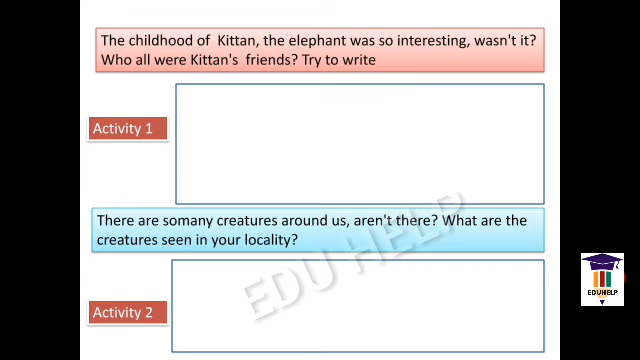 The childhood of Kittan, the elephant was so interesting, wasn't it?
Who all were Kittan's friends? Try to write
Activity 1
There are somany creatures around us, aren't there? What are the
creatures seen in your locality?
EDU HELP
EDUHELP
Activity 2